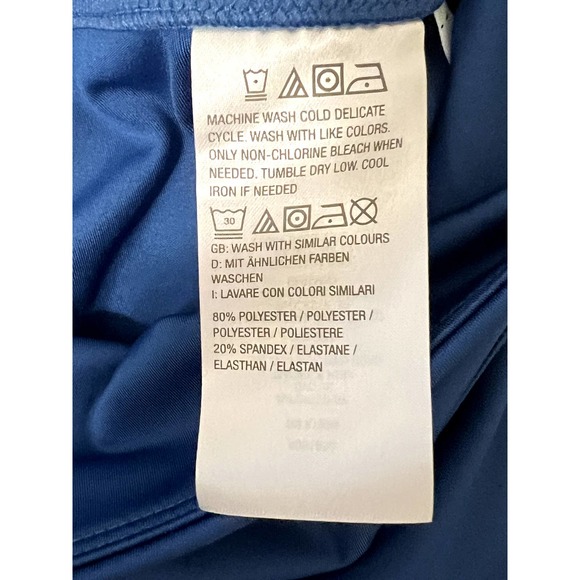 MACHINE WASH COLD DELICATE
CYCLE. WASH WITH LIKE COLORS.
ONLY NON-CHLORINE BLEACH WHEN
NEEDED. TUMBLE DRY LOW. COOL
IRON IF NEEDED
30
GB: WASH WITH SIMILAR COLOURS
D: MIT ÄHNLICHEN FARBEN
WASCHEN
I: LAVARE CON COLORI SIMILARI
80% POLYESTER / POLYESTER /
POLYESTER / POLIESTERE
20% SPANDEX / ELASTANE /
ELASTHAN / ELASTAN